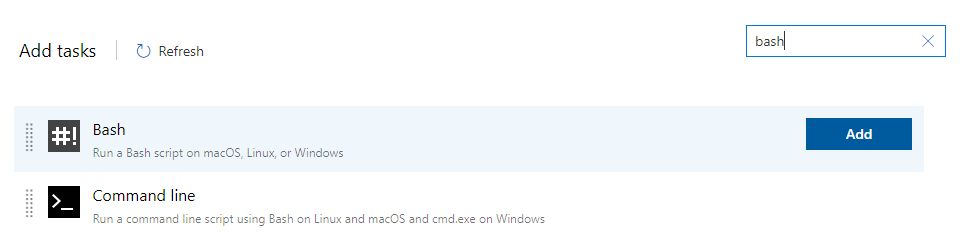 Add tasks
Refresh
bash
#!
Bash
Add
Run a Bash script on macOS, Linux, or Windows
>_
Command line
Run a command line script using Bash on Linux and macOS and cmd.exe on Windows